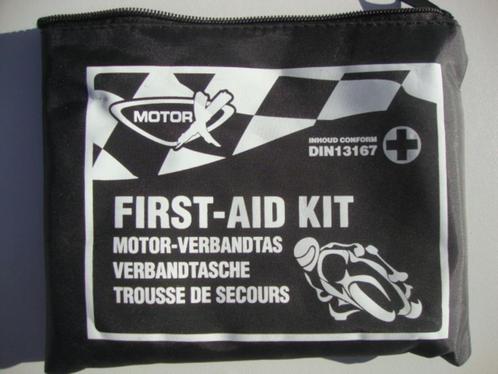 MOTOR X
INHOUD CONFORM
DIN13167
FIRST-AID KIT
MOTOR-VERBANDTAS
VERBANDTASCHE
TROUSSE DE SECOURS